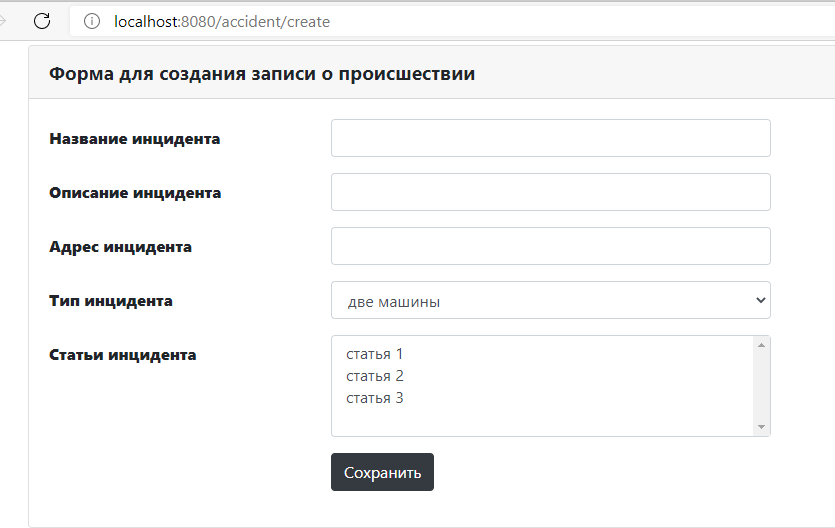 localhost:8080/accident/create
Форма для создания записи о происшествии
Название инцидента
Описание инцидента
Адрес инцидента
Тип инцидента
две машины
Статьи инцидента
статья 1
статья 2
статья 3
Сохранить